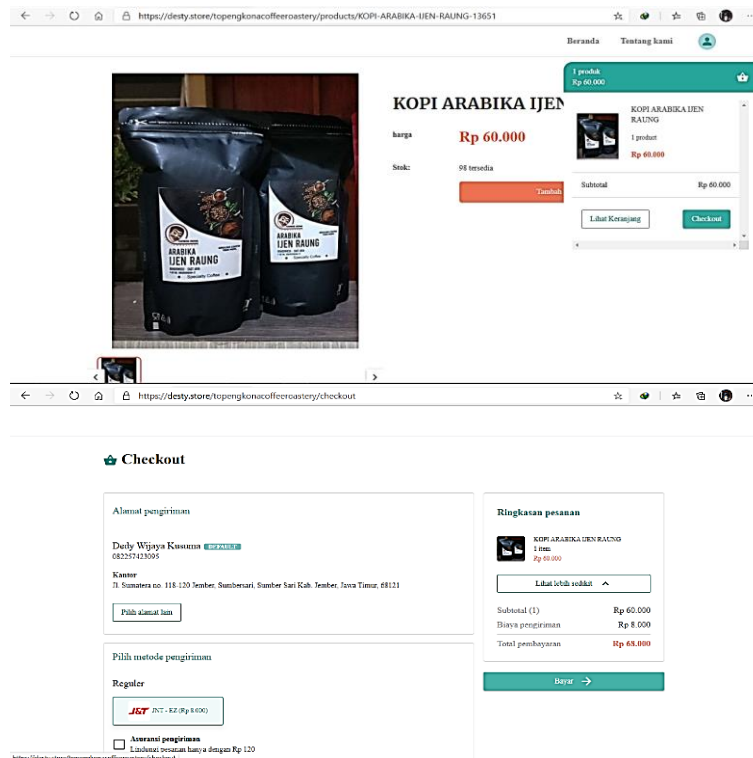 https://desty.store/topengkonacoffeeroastery/products/KOPI-ARABIKA-IJEN-RAUNG-13651
Beranda Tentang kami
1 produk
Rp 60.000
KOPI ARABIKA IJEN
RAUNG
1 product
Rp 60.000
Subtotal Rp 60.000
Lihat Keranjang Checkout
KOPI ARABIKA IJEN
harga Rp 60.000
Stok: 98 tersedia
Tambah
ARABIKA
IJEN RAUNG
Specialty Coffee
ARABIKA
IJEN RAUNG
Specialty Coffee
https://desty.store/topengkonacoffeeroastery/checkout
Checkout
Alamat pengiriman
Dedy Wijaya Kusuma DEFAULT
082257423095
Kantor
Jl. Sumatera no. 118-120 Jember, Sumbersari, Sumber Sari Kab. Jember, Jawa Timur, 68121
Pilih alamat lain
Pilih metode pengiriman
Reguler
J&T JNT - EZ (Rp 8.000)
Asuransi pengiriman
Lindungi pesanan hanya dengan Rp 120
Ringkasan pesanan
KOPI ARABIKA IJEN RAUNG
1 item
Rp 60.000
Lihat lebih sedikit
Subtotal (1) Rp 60.000
Biaya pengiriman Rp 8.000
Total pembayaran Rp 68.000
Bayar